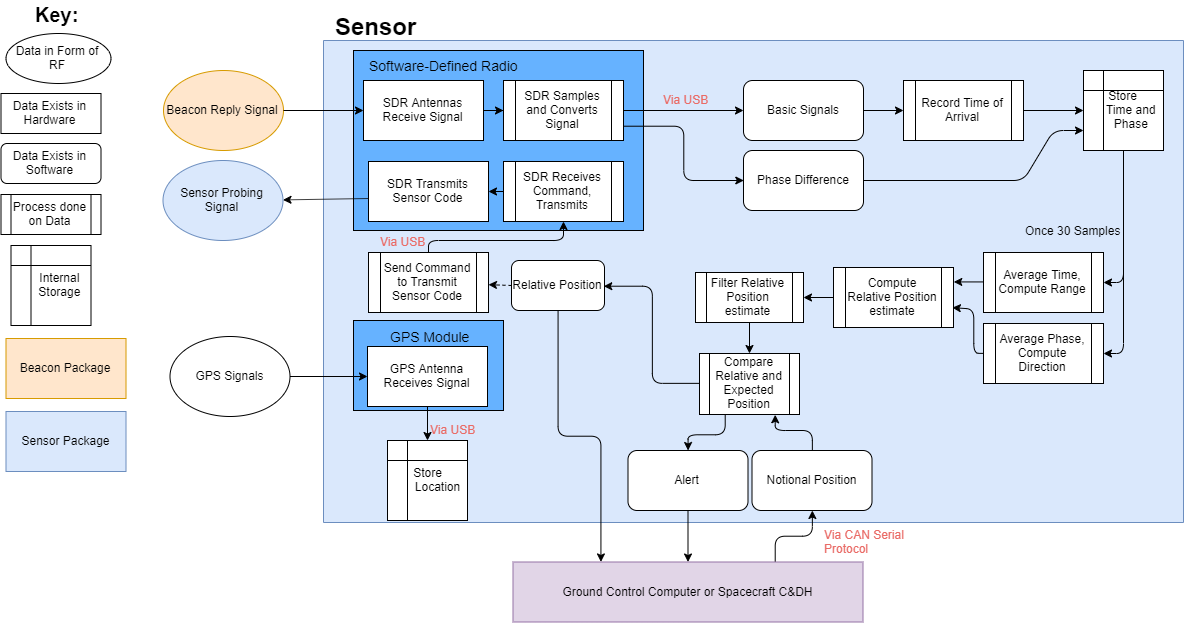 Key:
Data in Form of
RF
Data Exists in
Hardware
Data Exists in
Software
Process done
on Data
Internal
Storage
Beacon Package
Sensor Package
Sensor
Software-Defined Radio
Beacon Reply Signal
SDR Antennas
Receive Signal
SDR Samples
and Converts
Signal
Via USB
Basic Signals
Record Time of
Arrival
Store
Time and
Phase
Phase Difference
Sensor Probing
Signal
SDR Transmits
Sensor Code
SDR Receives
Command,
Transmits
Via USB
Once 30 Samples
Send Command
to Transmit
Sensor Code
Relative Position
Filter Relative
Position
estimate
Compute
Relative Position
estimate
Average Time,
Compute Range
Average Phase,
Compute
Direction
GPS Module
GPS Signals
GPS Antenna
Receives Signal
Compare
Relative and
Expected
Position
Via USB
Store
Location
Alert
Notional Position
Via CAN Serial
Protocol
Ground Control Computer or Spacecraft C&DH